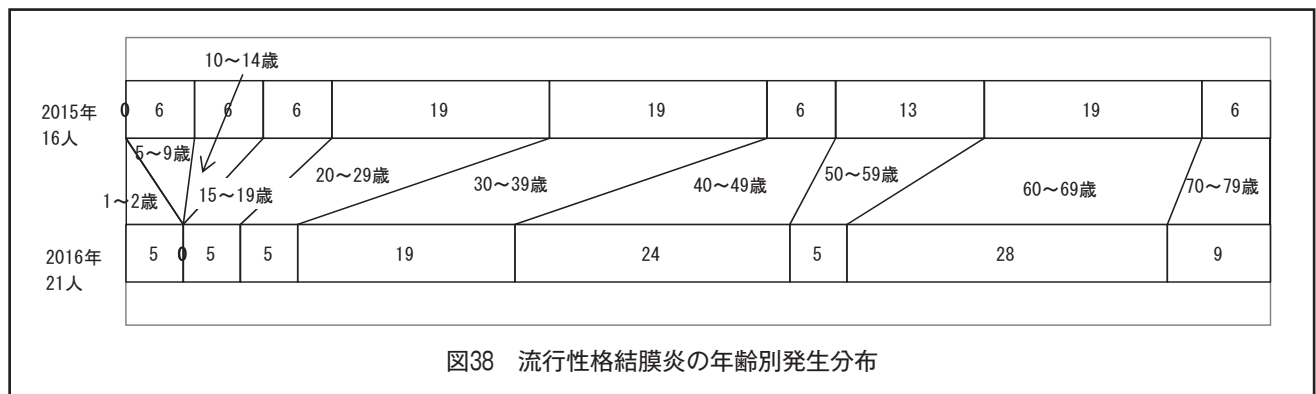 10～14歳
2015年
16人
0 6 6 6 19 19 6 13 19 6
5～9歳
1～2歳
15～19歳
20～29歳
30～39歳
40～49歳
50～59歳
60～69歳
70～79歳
2016年
21人
5 0 5 5 19 24 5 28 9
図38　流行性格結膜炎の年齢別発生分布